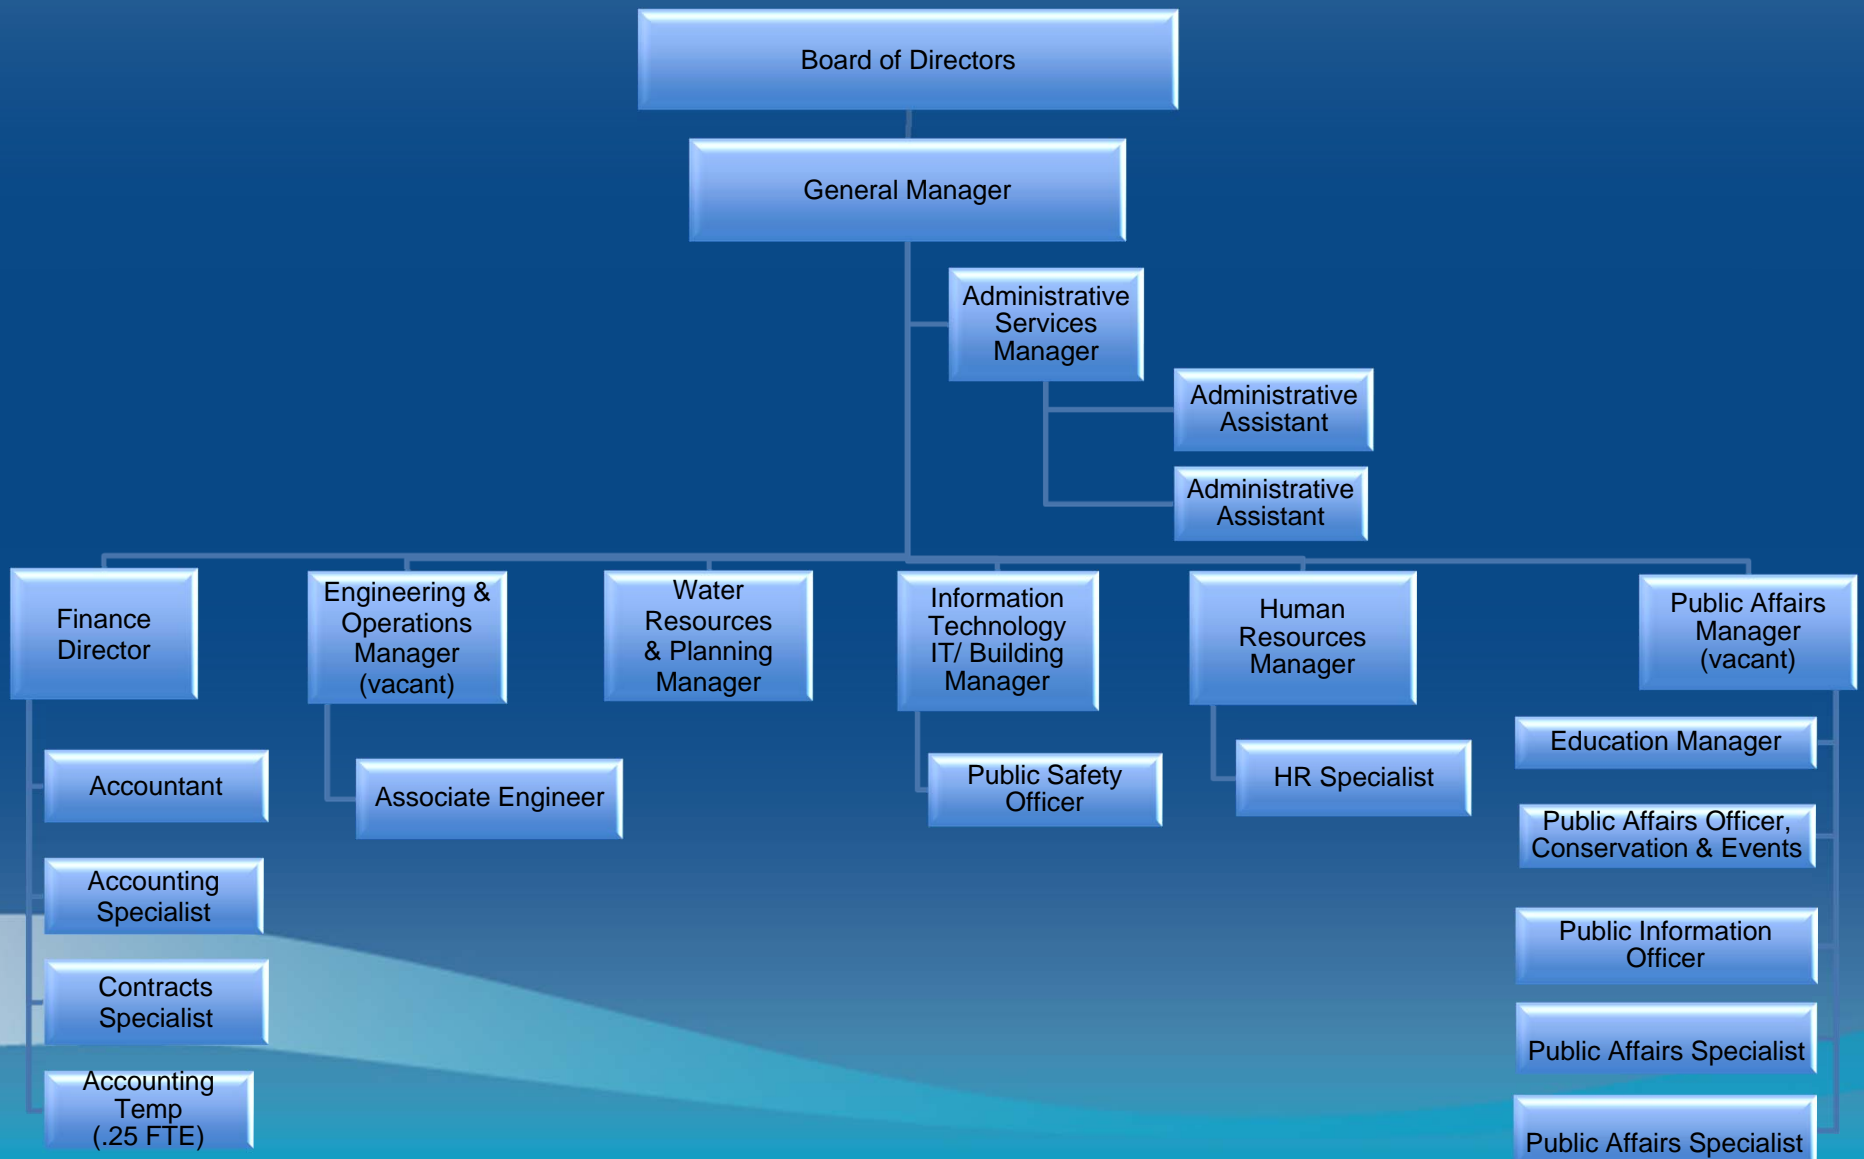 Board of Directors
General Manager
Administrative
Services
Manager
Administrative
Assistant
Administrative
Assistant
Finance
Director
Engineering &
Operations
Manager
(vacant)
Water
Resources
& Planning
Manager
Information
Technology
IT/ Building
Manager
Human
Resources
Manager
Public Affairs
Manager
(vacant)
Accountant
Accounting
Specialist
Contracts
Specialist
Accounting
Temp
(.25 FTE)
Associate Engineer
Public Safety
Officer
HR Specialist
Education Manager
Public Affairs Officer,
Conservation & Events
Public Information
Officer
Public Affairs Specialist
Public Affairs Specialist